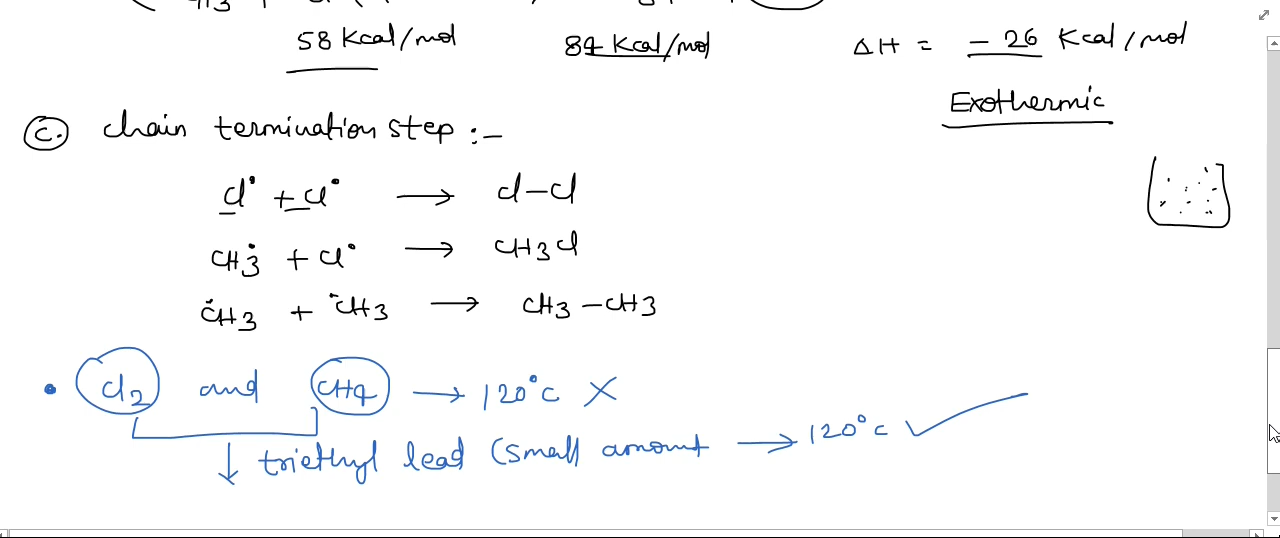 58 Kcal/mol 84 Kcal/mol ΔH = - 26 Kcal/mol
Exothermic
C. chain termination step :-
Cl• + Cl• → Cl-Cl
CH3• + Cl• → CH3Cl
•CH3 + •CH3 → CH3-CH3
• Cl2 and CH4 → 120°C X
↓ triethyl lead (small amount → 120°C ✓